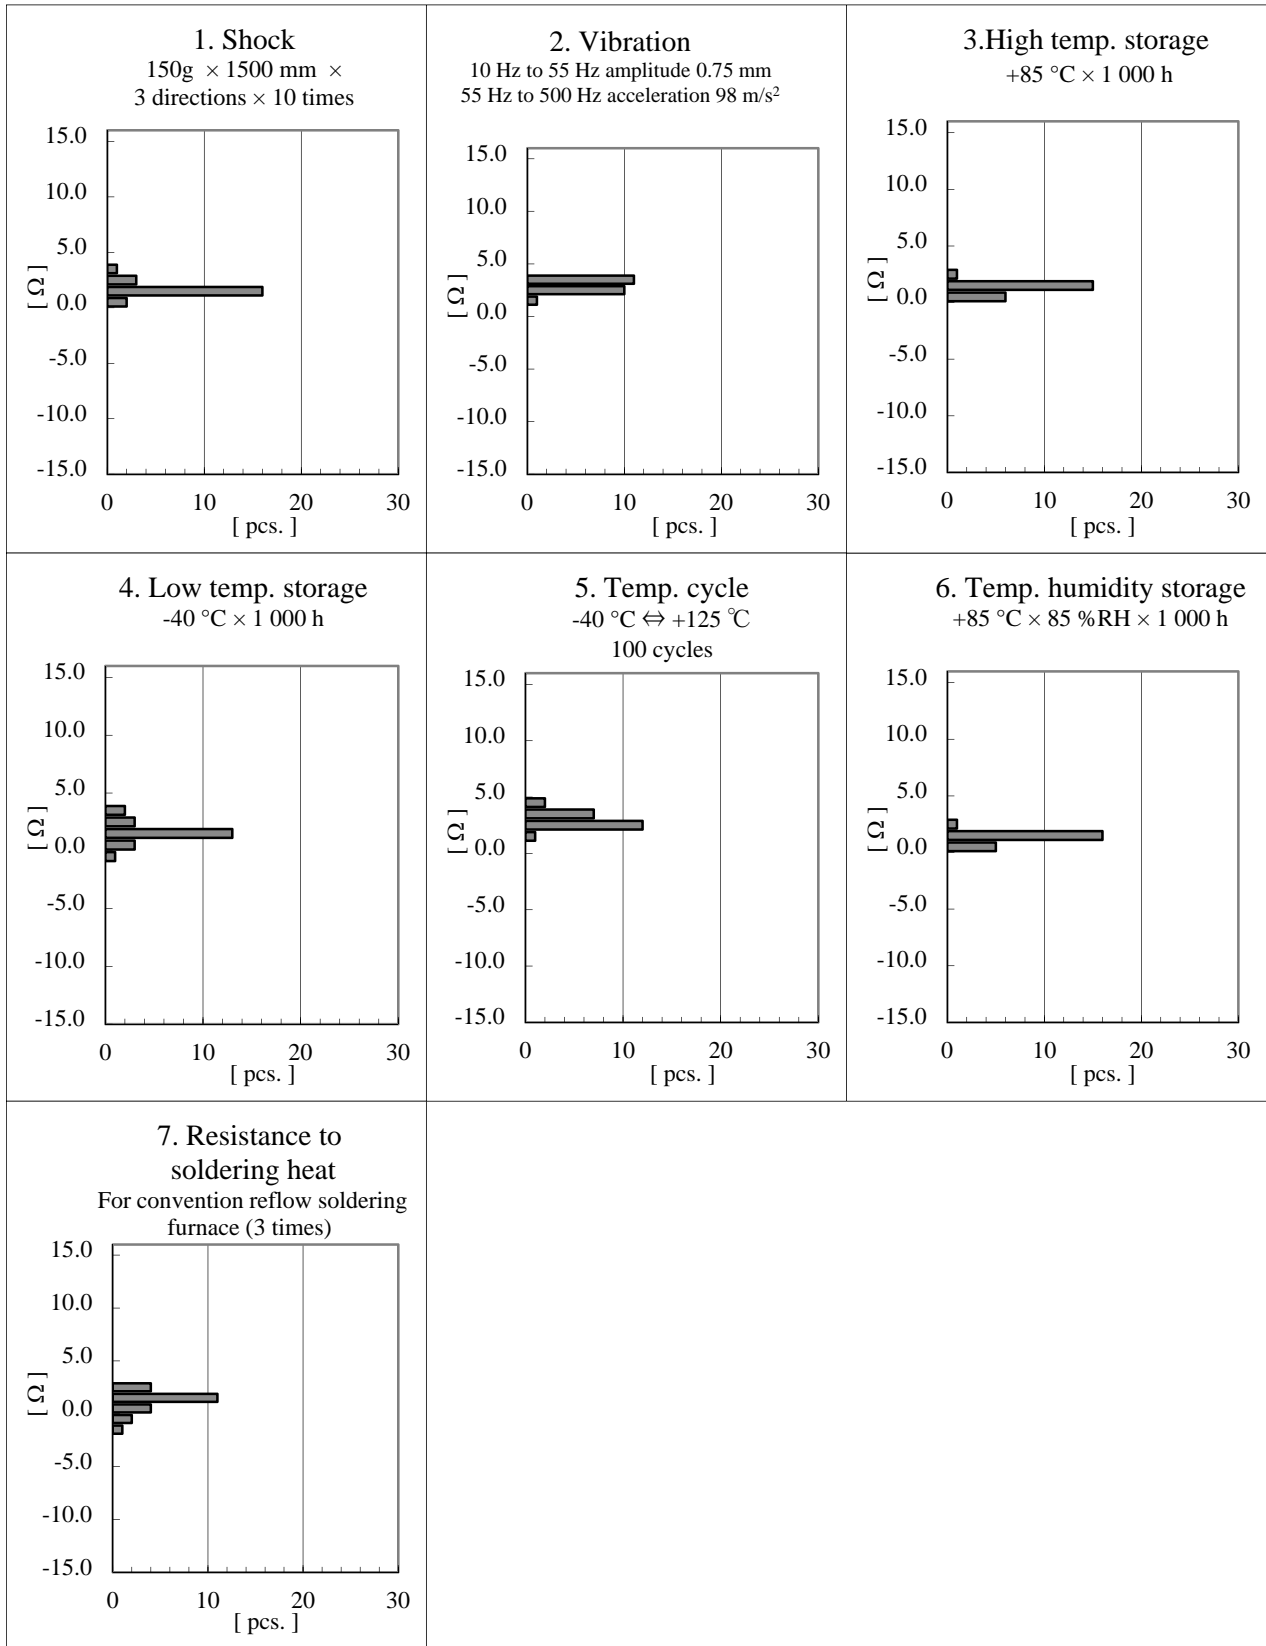 1. Shock
150g × 1500 mm ×
3 directions × 10 times
15.0
10.0
5.0
0.0
-5.0
-10.0
-15.0
[ Ω ]
0 10 20 30
[ pcs. ]
2. Vibration
10 Hz to 55 Hz amplitude 0.75 mm
55 Hz to 500 Hz acceleration 98 m/s²
15.0
10.0
5.0
0.0
-5.0
-10.0
-15.0
[ Ω ]
0 10 20 30
[ pcs. ]
3.High temp. storage
+85 °C × 1 000 h
15.0
10.0
5.0
0.0
-5.0
-10.0
-15.0
[ Ω ]
0 10 20 30
[ pcs. ]
4. Low temp. storage
-40 °C × 1 000 h
15.0
10.0
5.0
0.0
-5.0
-10.0
-15.0
[ Ω ]
0 10 20 30
[ pcs. ]
5. Temp. cycle
-40 °C ⇔ +125 ℃
100 cycles
15.0
10.0
5.0
0.0
-5.0
-10.0
-15.0
[ Ω ]
0 10 20 30
[ pcs. ]
6. Temp. humidity storage
+85 °C × 85 %RH × 1 000 h
15.0
10.0
5.0
0.0
-5.0
-10.0
-15.0
[ Ω ]
0 10 20 30
[ pcs. ]
7. Resistance to
soldering heat
For convention reflow soldering
furnace (3 times)
15.0
10.0
5.0
0.0
-5.0
-10.0
-15.0
[ Ω ]
0 10 20 30
[ pcs. ]